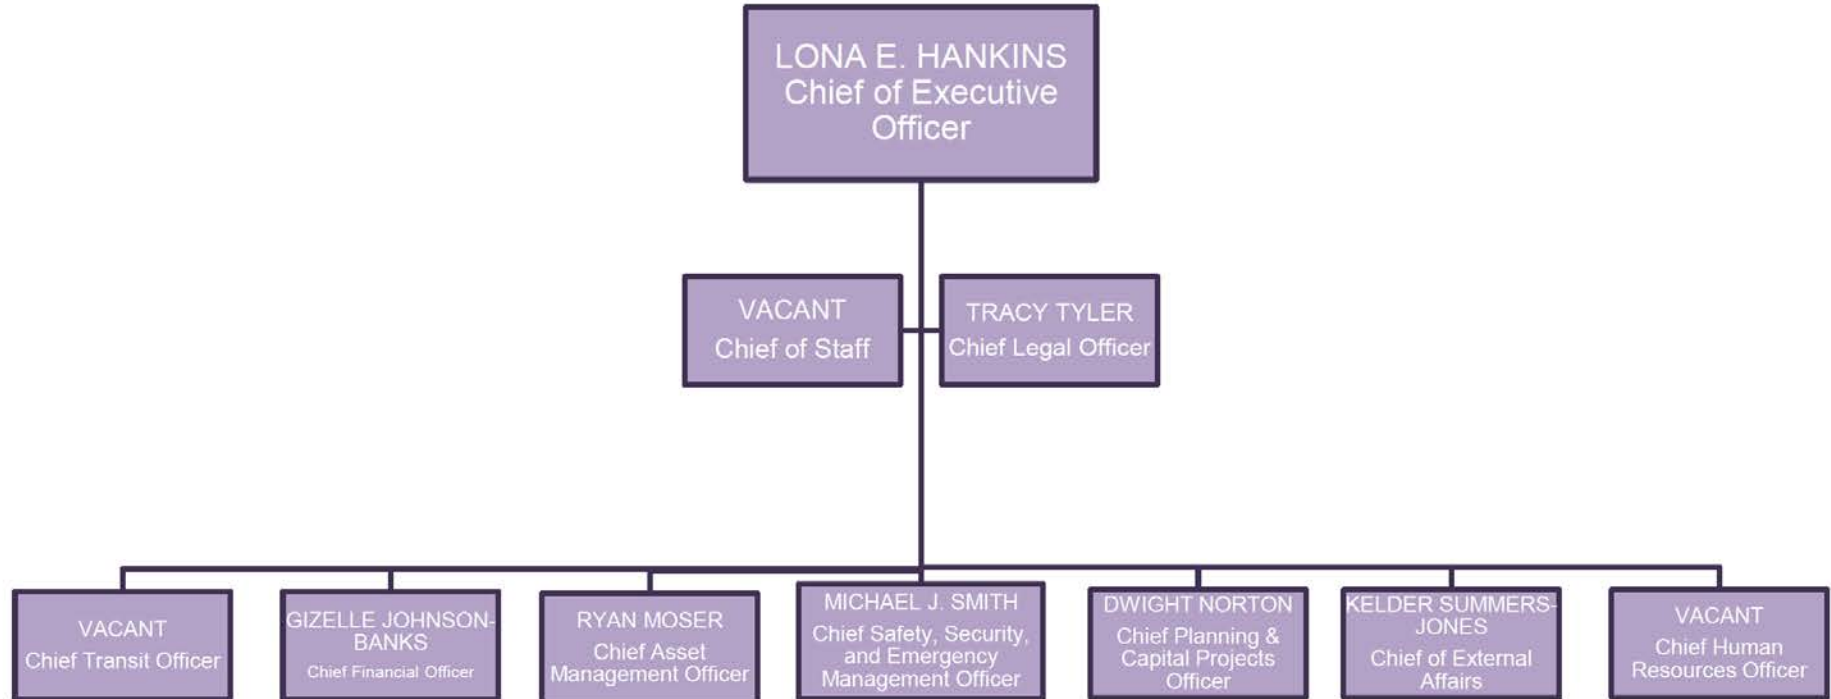 LONA E. HANKINS
Chief of Executive
Officer
VACANT
Chief of Staff
TRACY TYLER
Chief Legal Officer
VACANT
Chief Transit Officer
GIZELLE JOHNSON-
BANKS
Chief Financial Officer
RYAN MOSER
Chief Asset
Management Officer
MICHAEL J. SMITH
Chief Safety, Security,
and Emergency
Management Officer
DWIGHT NORTON
Chief Planning &
Capital Projects
Officer
KELDER SUMMERS-
JONES
Chief of External
Affairs
VACANT
Chief Human
Resources Officer